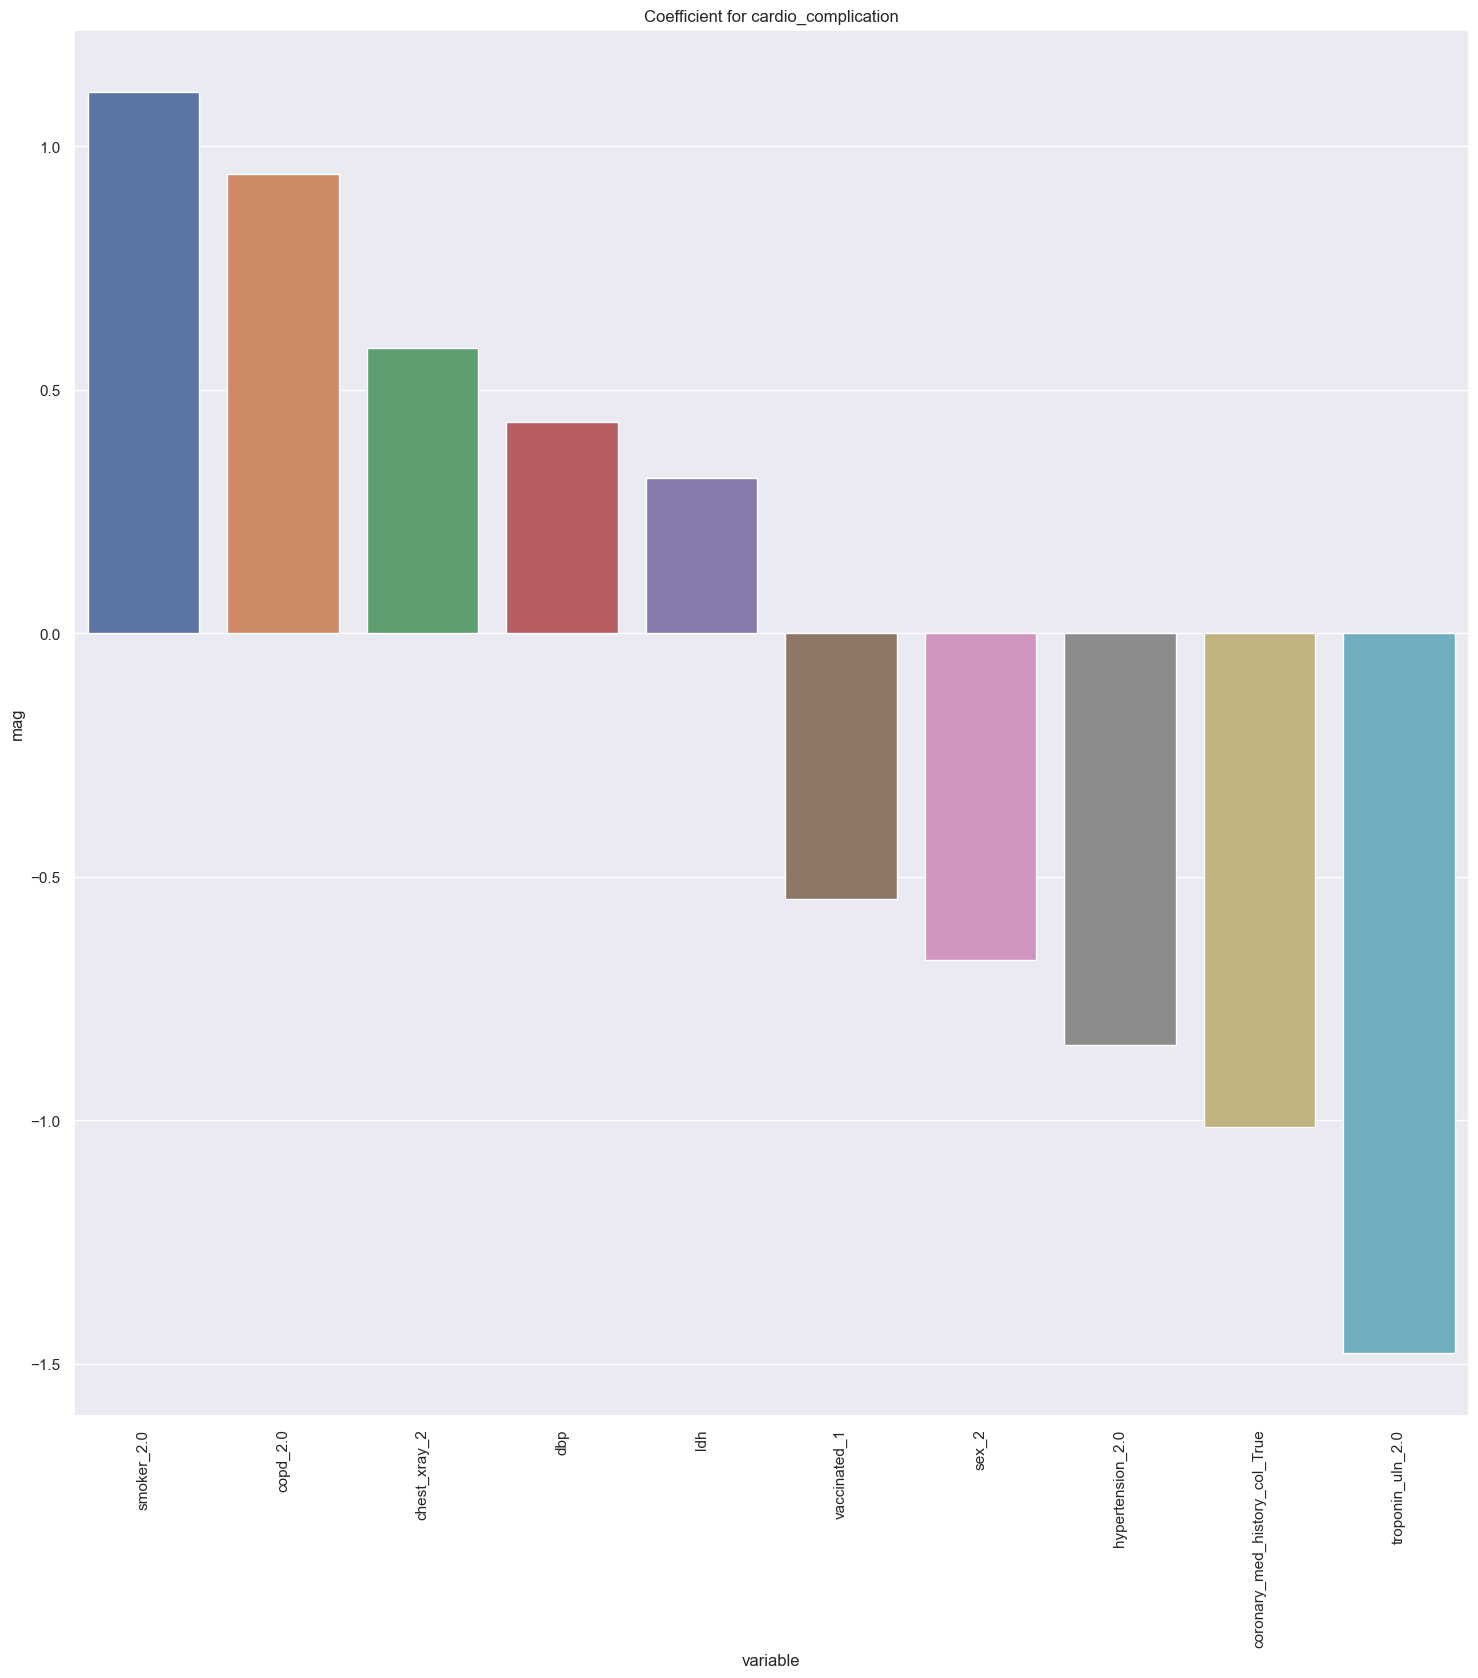 Coefficient for cardio_complication
1.0
0.5
0.0
−0.5
−1.0
−1.5
mag
smoker_2.0
copd_2.0
chest_xray_2
dbp
ldh
vaccinated_1
sex_2
hypertension_2.0
coronary_med_history_col_True
troponin_uln_2.0
variable